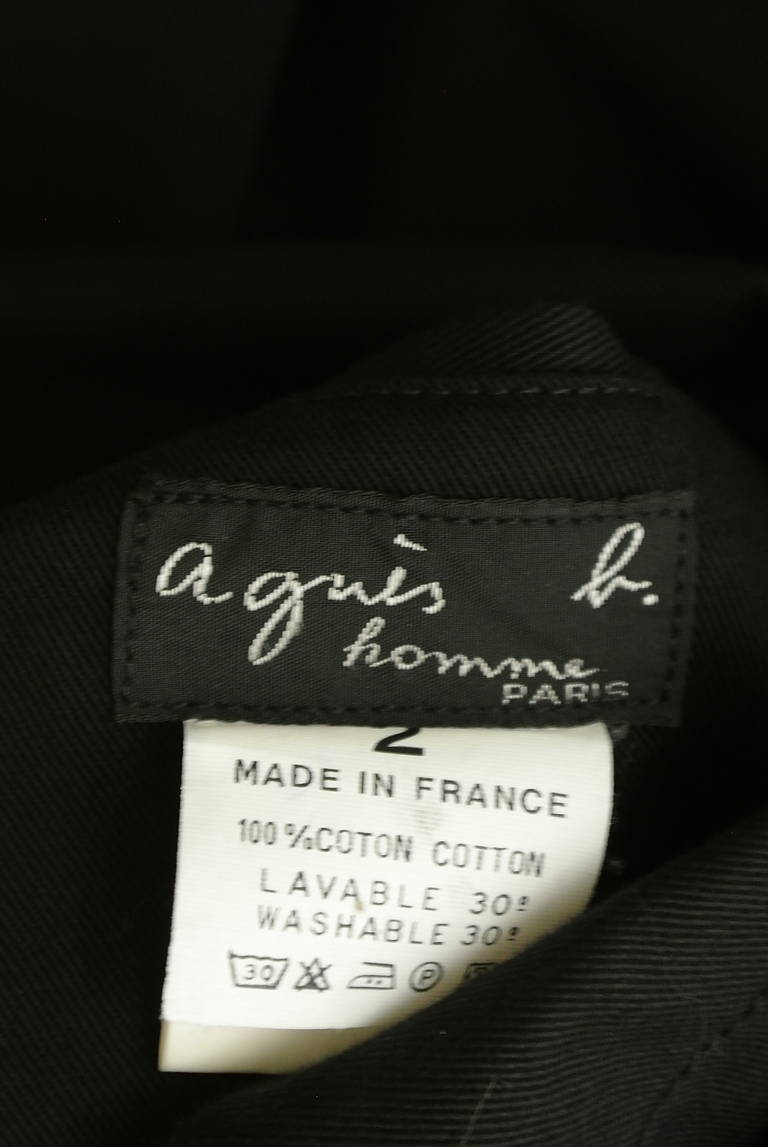 agnès b.
homme
PARIS
2
MADE IN FRANCE
100%COTON COTTON
LAVABLE 30º
WASHABLE 30º
30 P